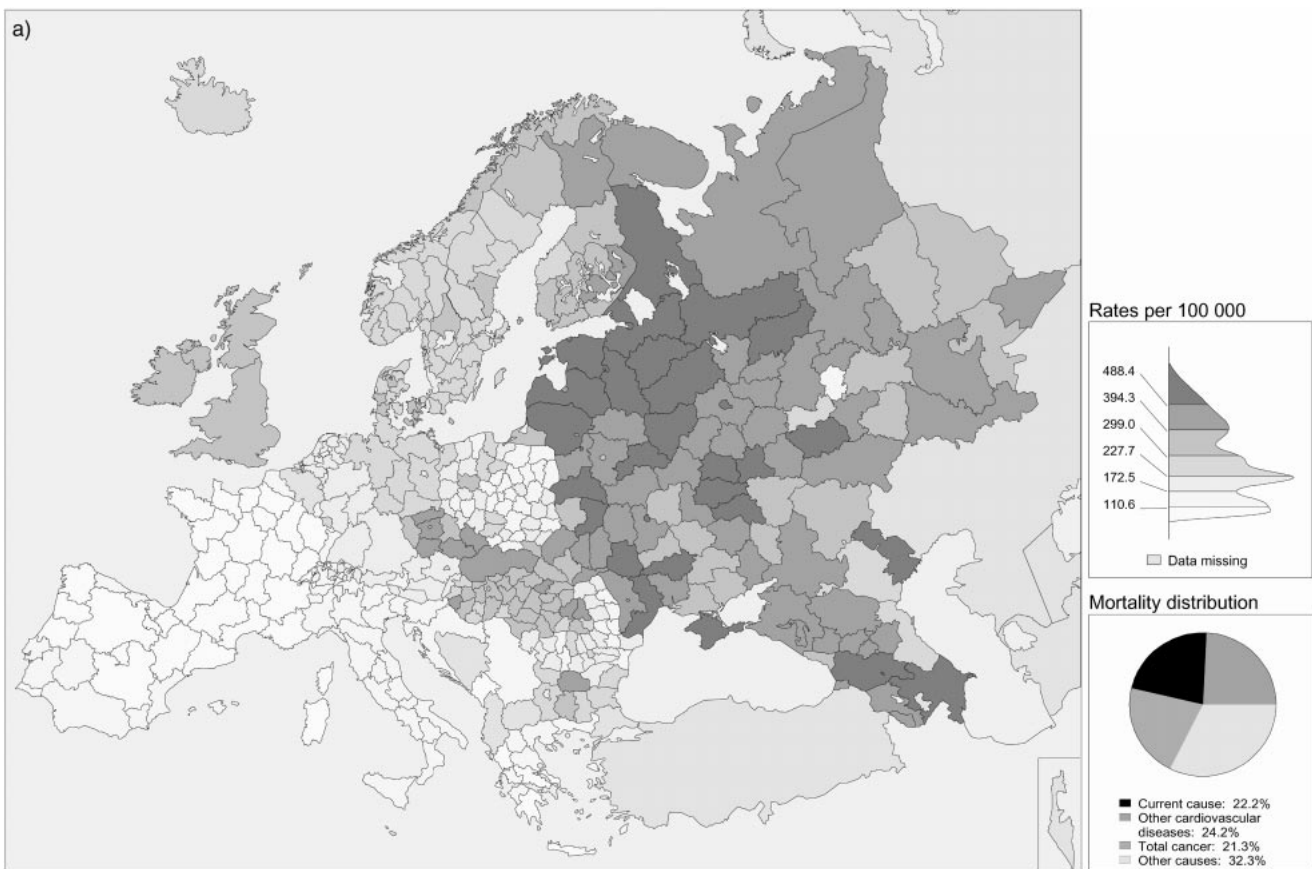 a)
Rates per 100 000
488.4
394.3
299.0
227.7
172.5
110.6
Data missing
Mortality distribution
Current cause: 22.2%
Other cardiovascular
diseases: 24.2%
Total cancer: 21.3%
Other causes: 32.3%